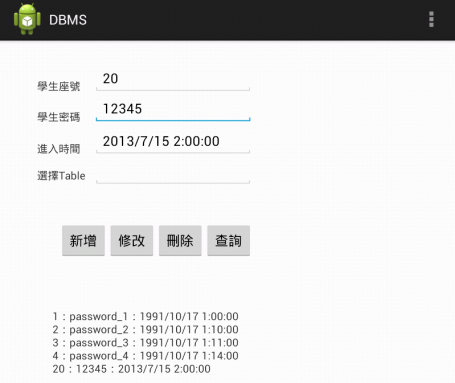 DBMS
學生座號 20
學生密碼 12345
進入時間 2013/7/15 2:00:00
選擇Table
新增 修改 刪除 查詢
1：password_1：1991/10/17 1:00:00
2：password_2：1991/10/17 1:10:00
3：password_3：1991/10/17 1:11:00
4：password_4：1991/10/17 1:14:00
20：12345：2013/7/15 2:00:00